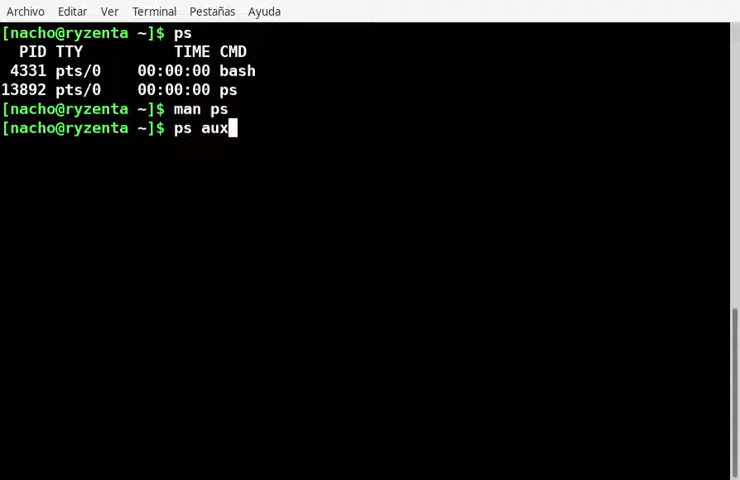 Archivo Editar Ver Terminal Pestañas Ayuda
[nacho@ryzenta ~]$ ps
PID TTY TIME CMD
4331 pts/0 00:00:00 bash
13892 pts/0 00:00:00 ps
[nacho@ryzenta ~]$ man ps
[nacho@ryzenta ~]$ ps aux